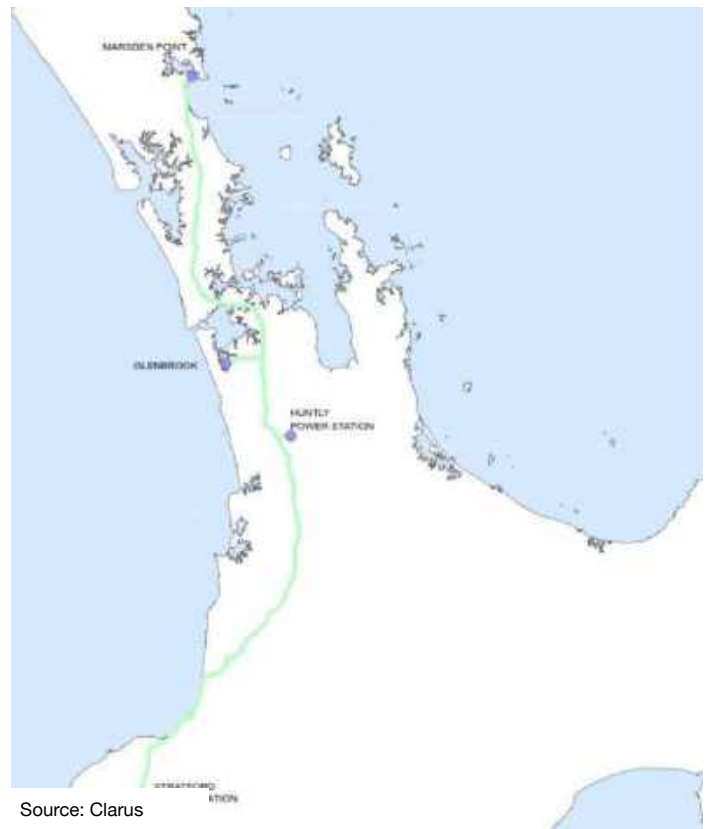 MARSDEN POINT
GLENBROOK
HUNTLY
POWER STATION
STRATFORD
Source: Clarus